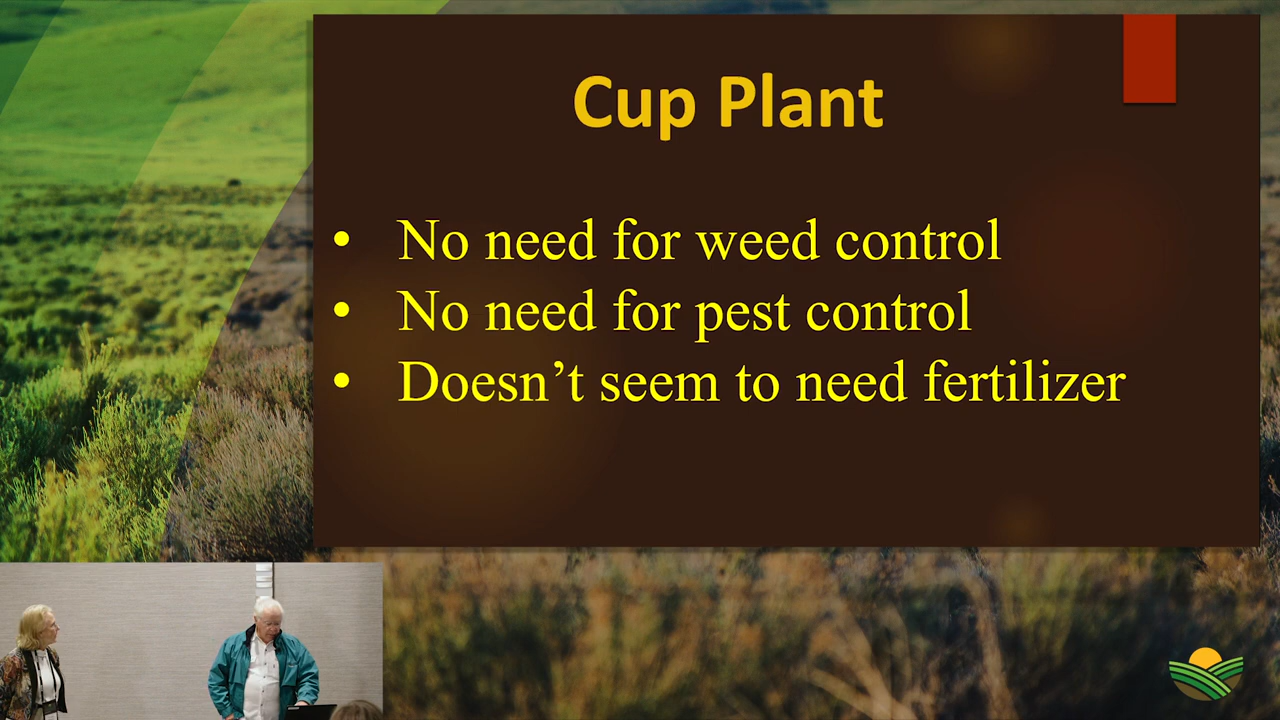 Cup Plant
• No need for weed control
• No need for pest control
• Doesn’t seem to need fertilizer